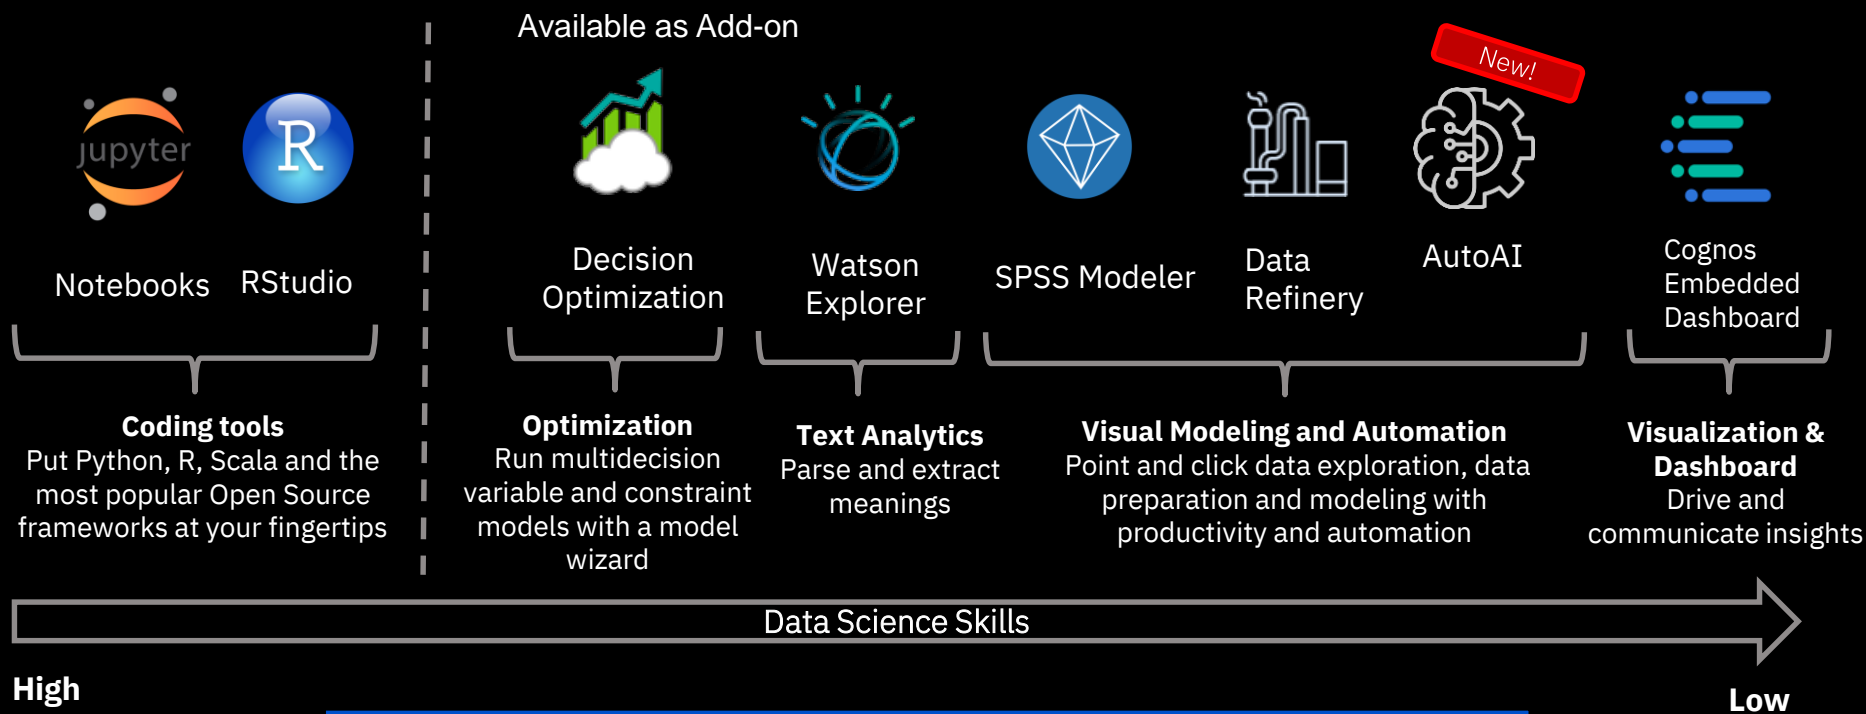 Available as Add-on
New!
jupyter
R
Notebooks
RStudio
Decision
Optimization
Watson
Explorer
SPSS Modeler
Data
Refinery
AutoAI
Cognos
Embedded
Dashboard
Coding tools
Put Python, R, Scala and the
most popular Open Source
frameworks at your fingertips
Optimization
Run multidecision
variable and constraint
models with a model
wizard
Text Analytics
Parse and extract
meanings
Visual Modeling and Automation
Point and click data exploration, data
preparation and modeling with
productivity and automation
Visualization &
Dashboard
Drive and
communicate insights
Data Science Skills
High
Low